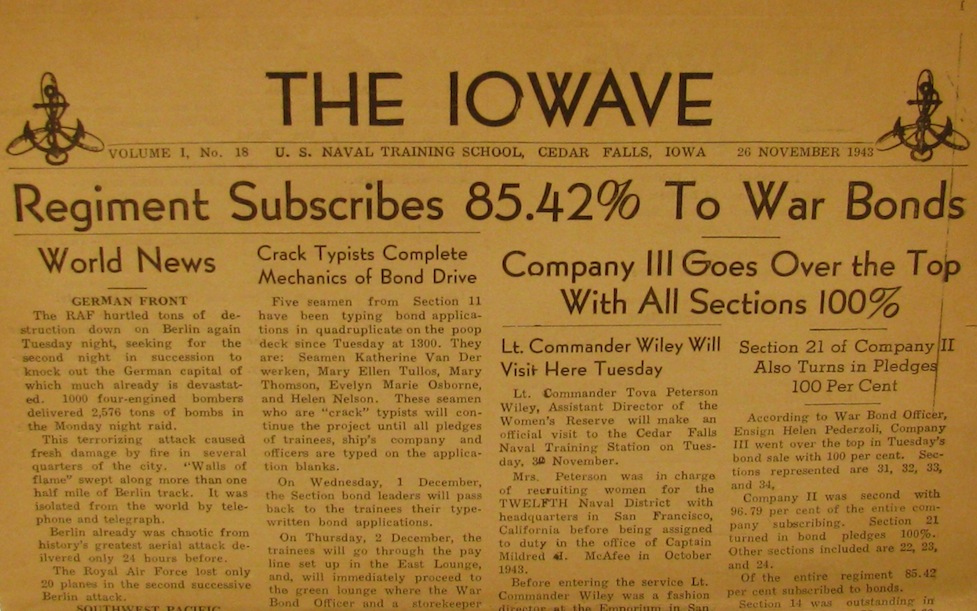 THE IOWAVE
VOLUME I, No. 18 U. S. NAVAL TRAINING SCHOOL, CEDAR FALLS, IOWA 26 NOVEMBER 1943
Regiment Subscribes 85.42% To War Bonds
World News
GERMAN FRONT
The RAF hurtled tons of de-
struction down on Berlin again
Tuesday night, seeking for the
second night in succession to
knock out the German capital of
which much already is devastat-
ed. 1000 four-engined bombers
delivered 2,576 tons of bombs in
the Monday night raid.
This terrorizing attack caused
fresh damage by fire in several
quarters of the city. "Walls of
flame" swept along more than one
half mile of Berlin track. It was
isolated from the world by tele-
phone and telegraph.
Berlin already was chaotic from
history's greatest aerial attack de-
livered only 24 hours before.
The Royal Air Force lost only
20 planes in the second successive
Berlin attack.
SOUTHWEST PACIFIC
Crack Typists Complete
Mechanics of Bond Drive
Five seamen from Section 11
have been typing bond applica-
tions in quadruplicate on the poop
deck since Tuesday at 1300. They
are: Seamen Katherine Van Der
werken, Mary Ellen Tullos, Mary
Thomson, Evelyn Marie Osborne,
and Helen Nelson. These seamen
who are "crack" typists will con-
tinue the project until all pledges
of trainees, ship's company and
officers are typed on the applica-
tion blanks.
On Wednesday, 1 December,
the Section bond leaders will pass
back to the trainees their type-
written bond applications.
On Thursday, 2 December, the
trainees will go through the pay
line set up in the East Lounge,
and, will immediately proceed to
the green lounge where the War
Bond Officer and a storekeeper
Company III Goes Over the Top
With All Sections 100%
Lt. Commander Wiley Will
Visit Here Tuesday
Lt. Commander Tova Peterson
Wiley, Assistant Director of the
Women's Reserve will make an
official visit to the Cedar Falls
Naval Training Station on Tues-
day, 30 November.
Mrs. Peterson was in charge
of recruiting women for the
TWELFTH Naval District with
headquarters in San Francisco,
California before being assigned
to duty in the office of Captain
Mildred H. McAfee in October
1943.
Before entering the service Lt.
Commander Wiley was a fashion
director at the Emporium in San
Section 21 of Company II
Also Turns in Pledges
100 Per Cent
According to War Bond Officer,
Ensign Helen Pederzoli, Company
III went over the top in Tuesday's
bond sale with 100 per cent. Sec-
tions represented are 31, 32, 33,
and 34,
Company II was second with
96.79 per cent of the entire com-
pany subscribing. Section 21
turned in bond pledges 100%.
Other sections included are 22, 23,
and 24.
Of the entire regiment 85.42
per cent subscribed to bonds.
Section 14 was outstanding in